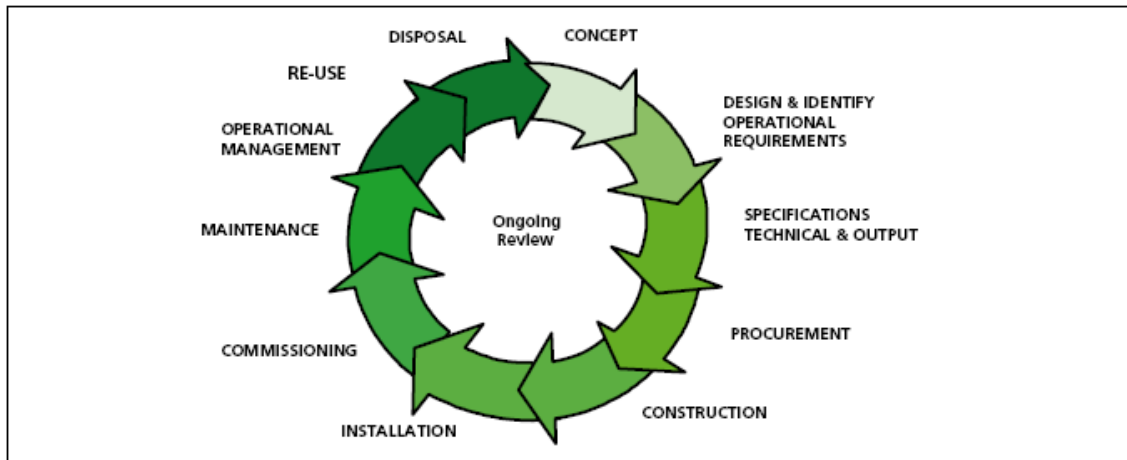 DISPOSAL
CONCEPT
RE-USE
DESIGN & IDENTIFY
OPERATIONAL
REQUIREMENTS
OPERATIONAL
MANAGEMENT
SPECIFICATIONS
TECHNICAL & OUTPUT
MAINTENANCE
Ongoing
Review
PROCUREMENT
COMMISSIONING
CONSTRUCTION
INSTALLATION